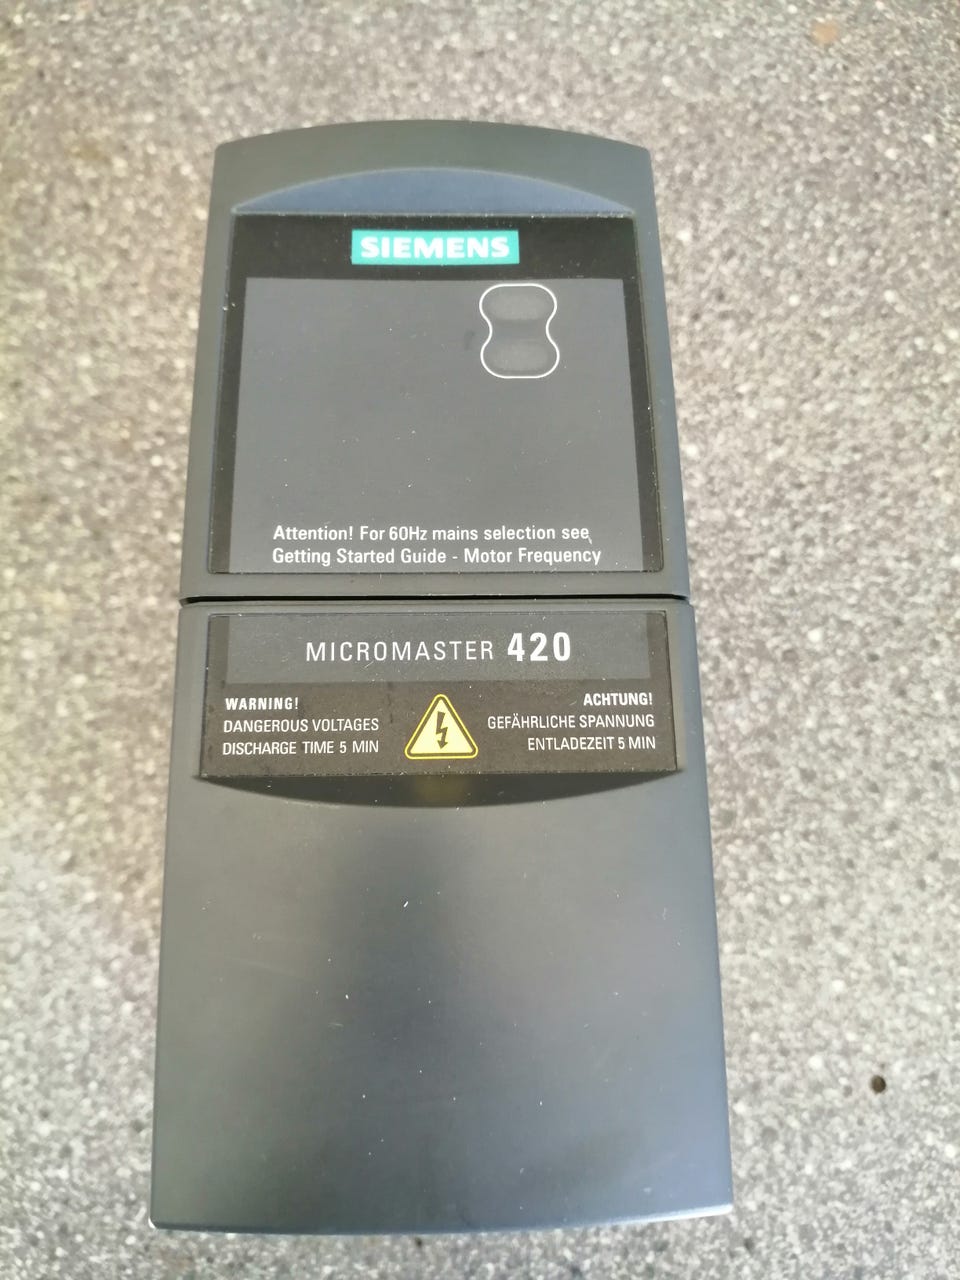 SIEMENS
Attention! For 60Hz mains selection see
Getting Started Guide - Motor Frequency
MICROMASTER 420
WARNING!
DANGEROUS VOLTAGES
DISCHARGE TIME 5 MIN
ACHTUNG!
GEFÄHRLICHE SPANNUNG
ENTLADEZEIT 5 MIN